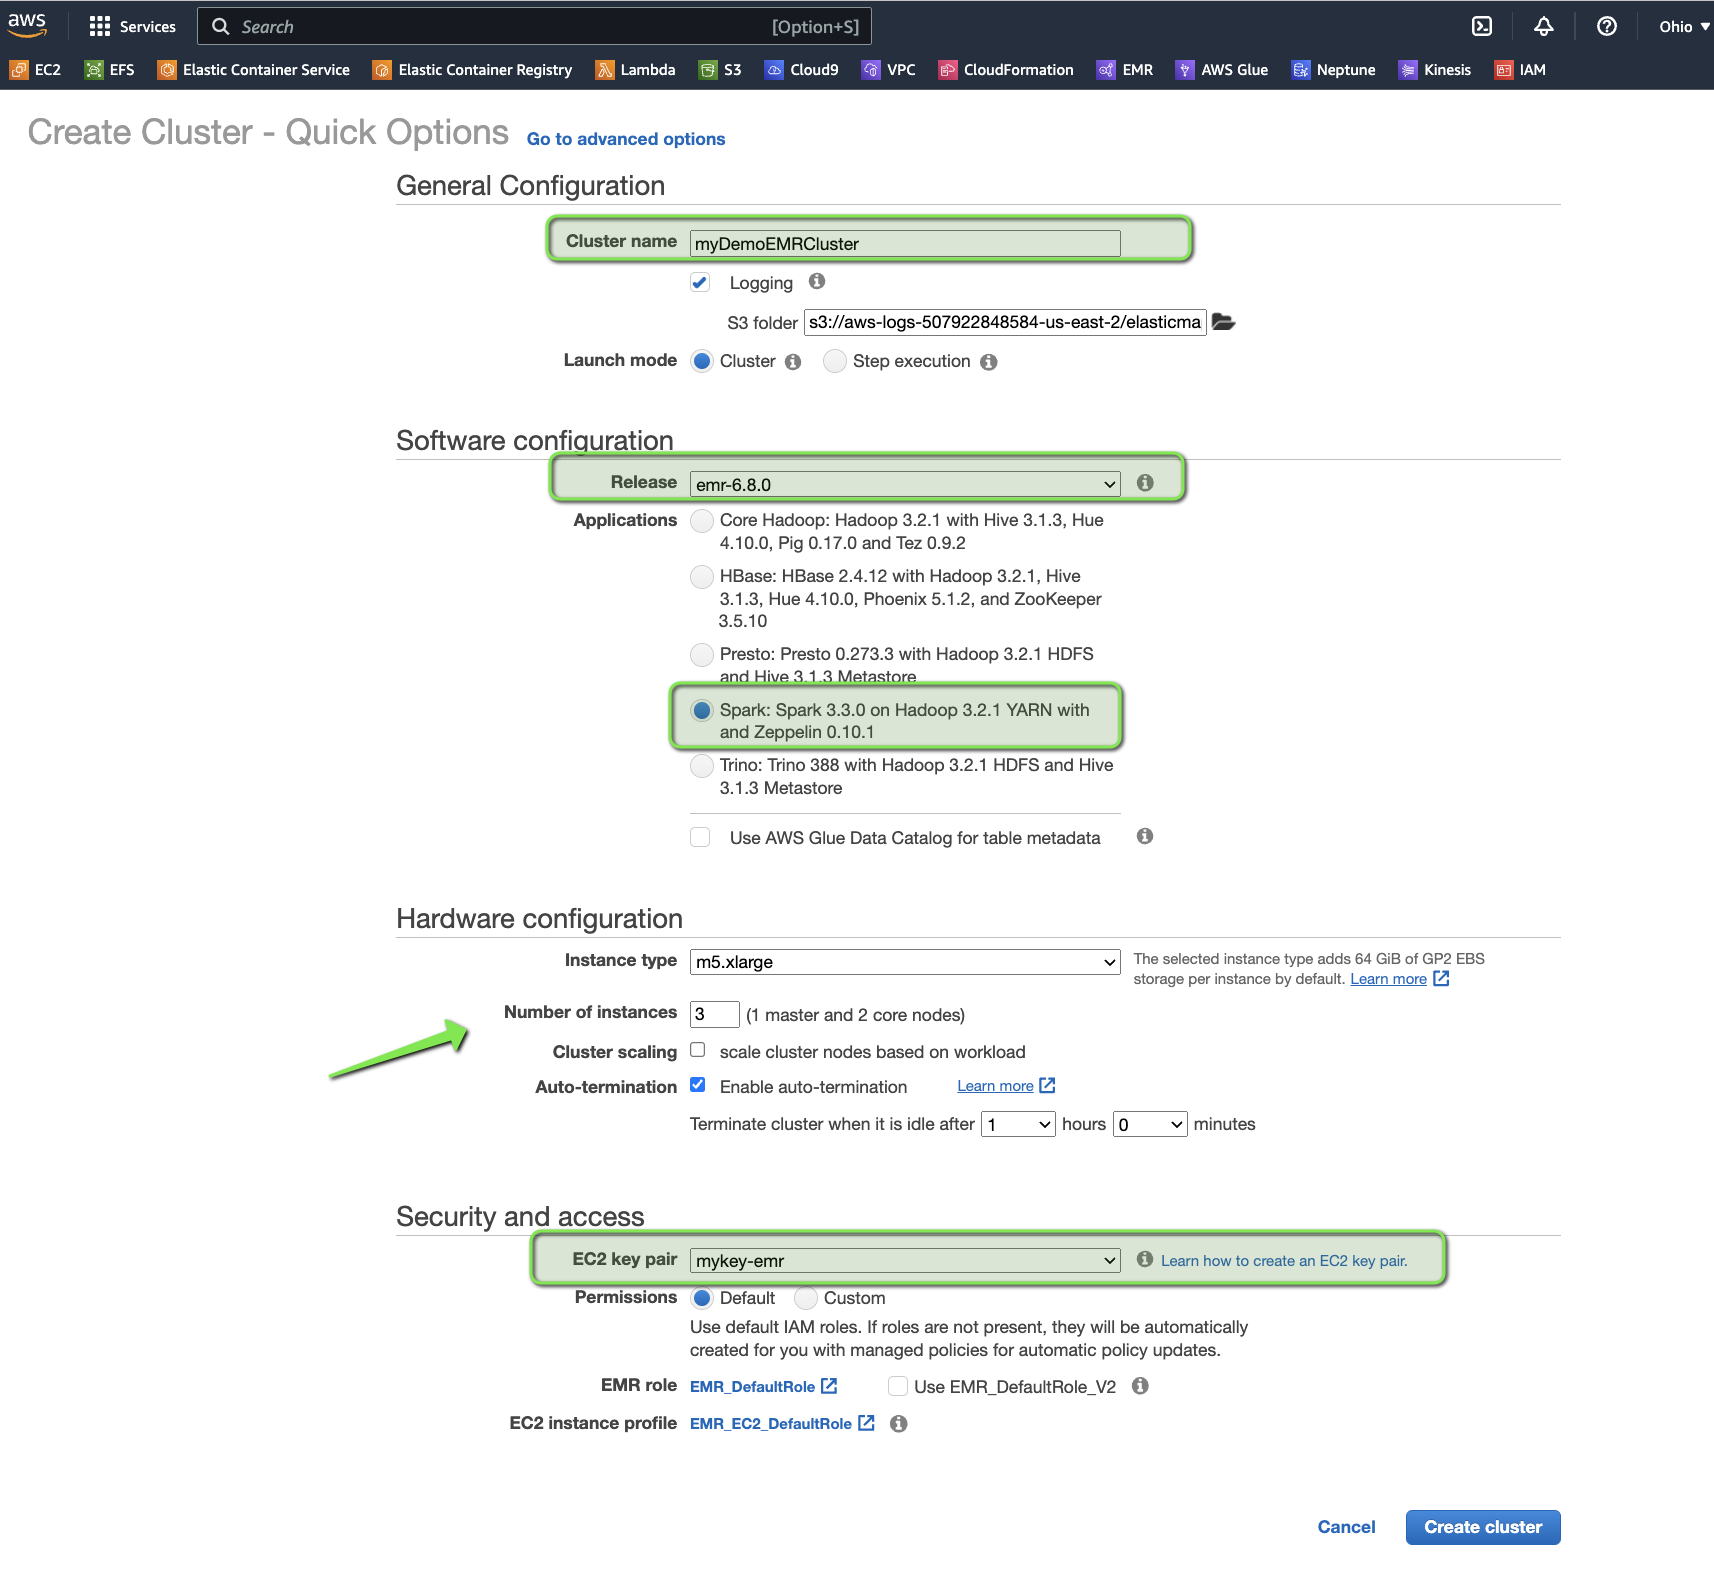 aws
Services
Search
[Option+S]
Ohio
EC2
EFS
Elastic Container Service
Elastic Container Registry
Lambda
S3
Cloud9
VPC
CloudFormation
EMR
AWS Glue
Neptune
Kinesis
IAM
Create Cluster - Quick Options
Go to advanced options
General Configuration
Cluster name
myDemoEMRCluster
Logging
S3 folder
s3://aws-logs-507922848584-us-east-2/elasticma
Launch mode
Cluster
Step execution
Software configuration
Release
emr-6.8.0
Applications
Core Hadoop: Hadoop 3.2.1 with Hive 3.1.3, Hue
4.10.0, Pig 0.17.0 and Tez 0.9.2
HBase: HBase 2.4.12 with Hadoop 3.2.1, Hive
3.1.3, Hue 4.10.0, Phoenix 5.1.2, and ZooKeeper
3.5.10
Presto: Presto 0.273.3 with Hadoop 3.2.1 HDFS
and Hive 3.1.3 Metastore
Spark: Spark 3.3.0 on Hadoop 3.2.1 YARN with
and Zeppelin 0.10.1
Trino: Trino 388 with Hadoop 3.2.1 HDFS and Hive
3.1.3 Metastore
Use AWS Glue Data Catalog for table metadata
Hardware configuration
Instance type
m5.xlarge
The selected instance type adds 64 GiB of GP2 EBS
storage per instance by default. Learn more
Number of instances
3
(1 master and 2 core nodes)
Cluster scaling
scale cluster nodes based on workload
Auto-termination
Enable auto-termination
Learn more
Terminate cluster when it is idle after 1 hours 0 minutes
Security and access
EC2 key pair
mykey-emr
Learn how to create an EC2 key pair.
Permissions
Default
Custom
Use default IAM roles. If roles are not present, they will be automatically
created for you with managed policies for automatic policy updates.
EMR role
EMR_DefaultRole
Use EMR_DefaultRole_V2
EC2 instance profile
EMR_EC2_DefaultRole
Cancel
Create cluster